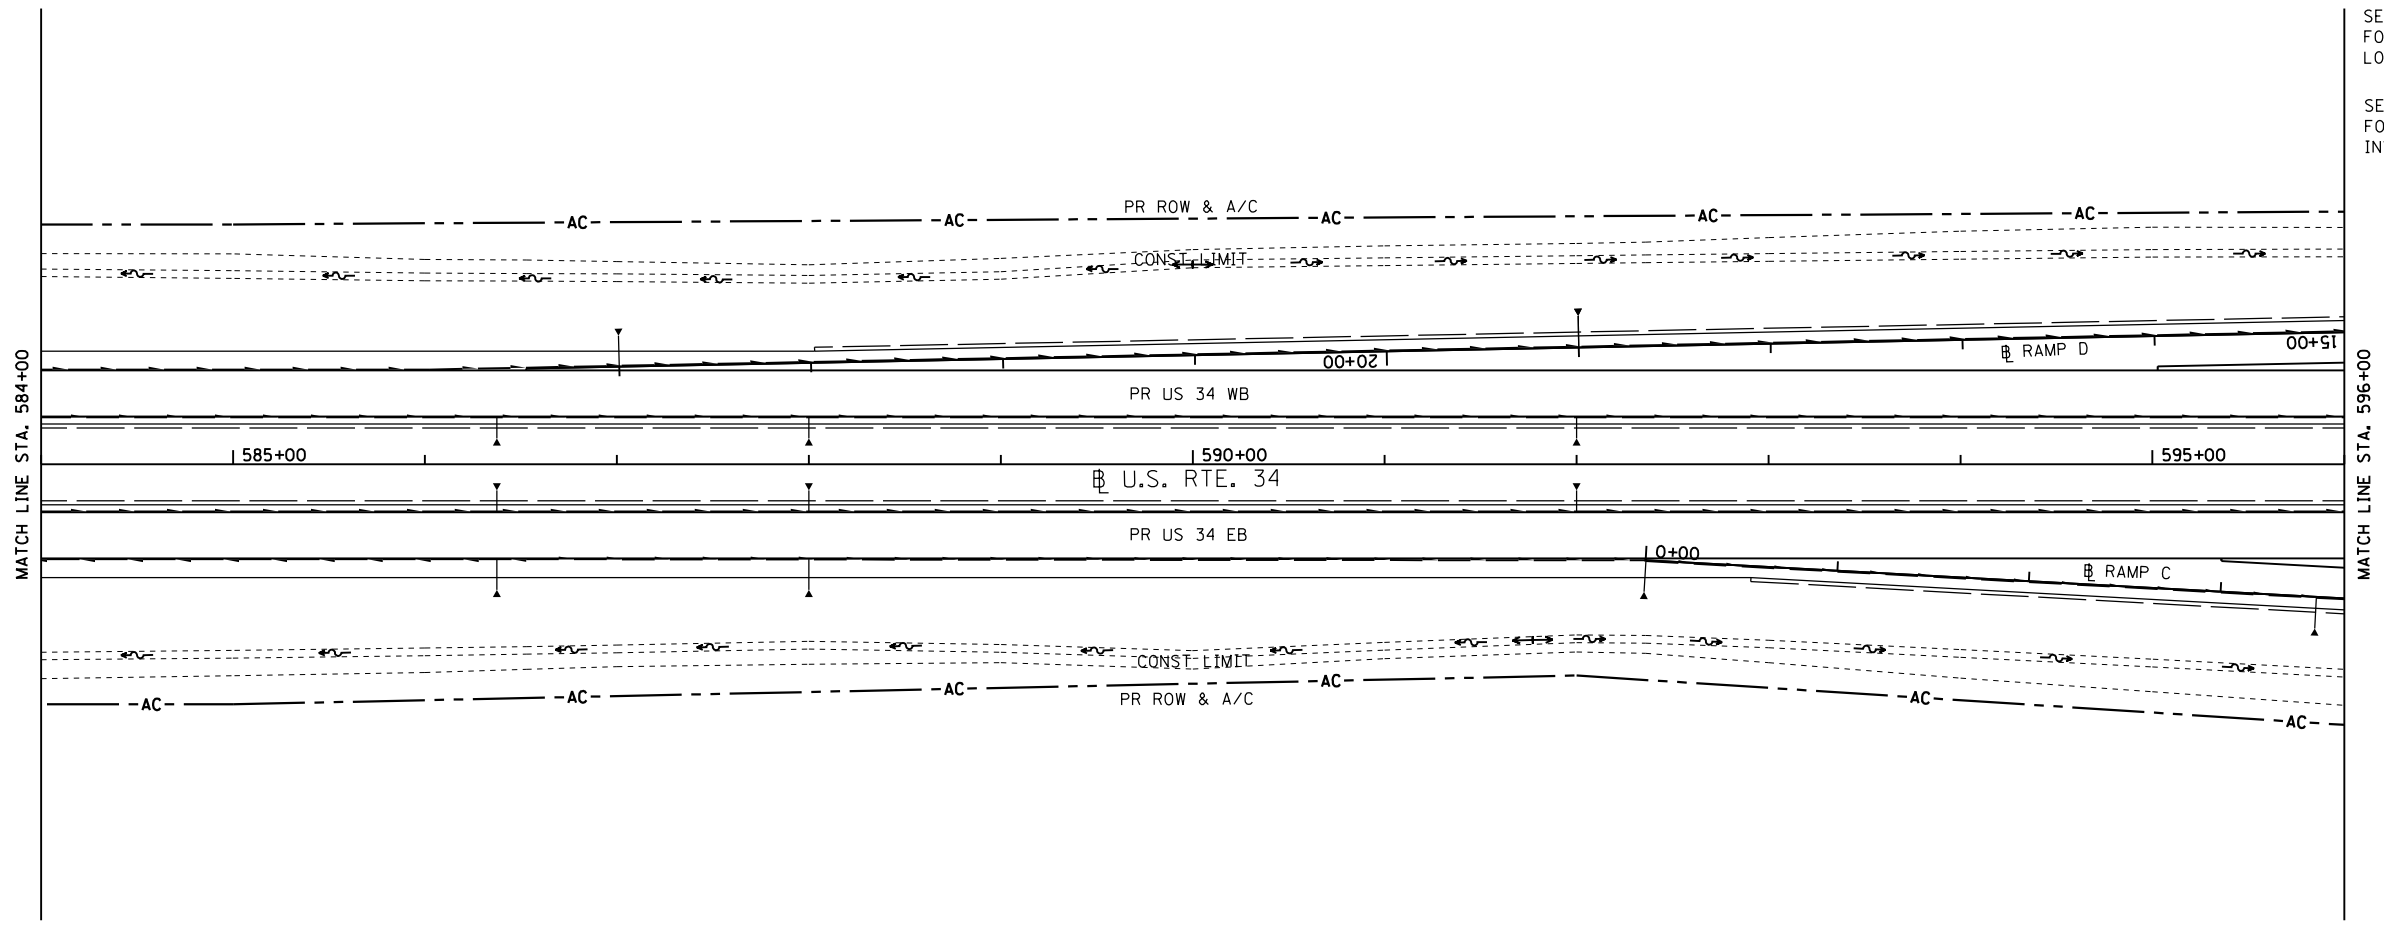 SE
FO
LO
SE
FO
IN
PR ROW & A/C
AC AC AC AC AC
CONST LIMIT
15+00
℄ RAMP D
20+00
PR US 34 WB
MATCH LINE STA. 584+00
MATCH LINE STA. 596+00
585+00 590+00 595+00
℄ U.S. RTE. 34
PR US 34 EB
0+00
℄ RAMP C
CONST LIMIT
AC AC AC AC AC AC
PR ROW & A/C